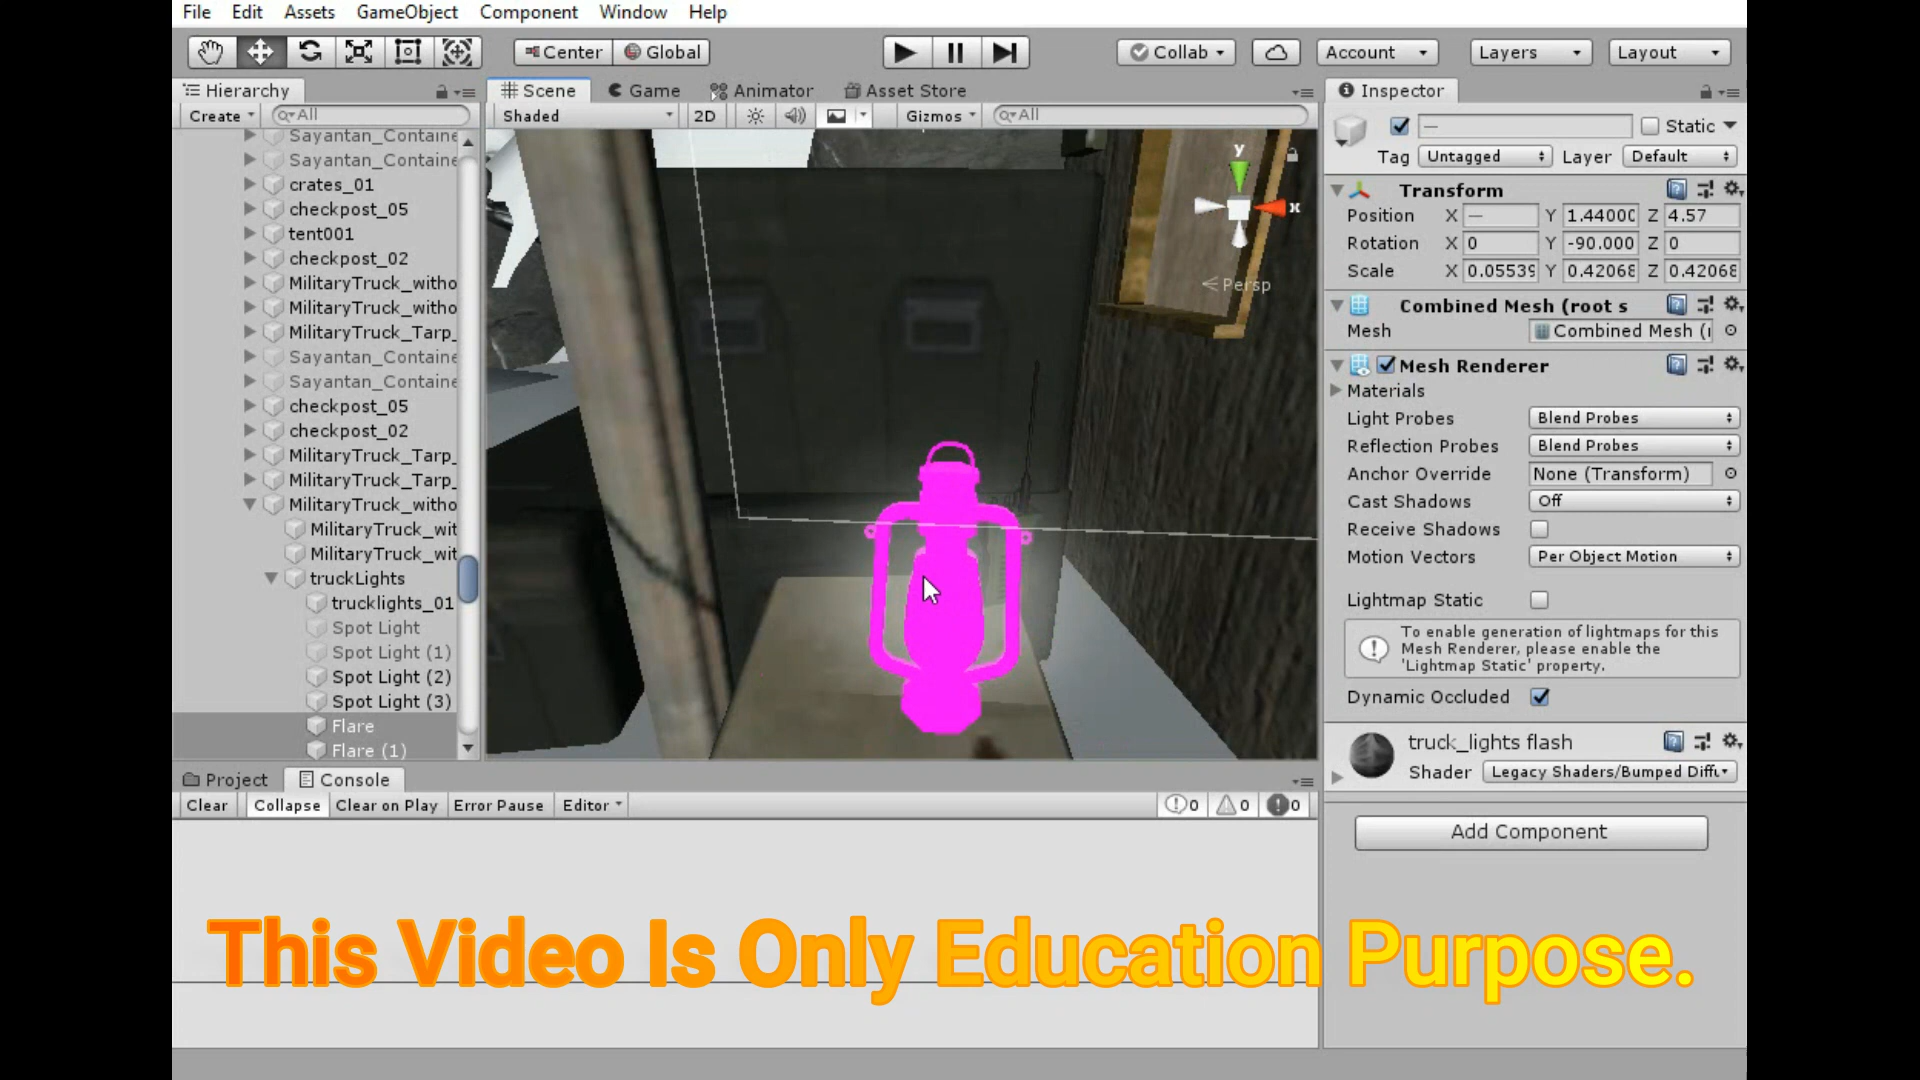 File Edit Assets GameObject Component Window Help
Center Global Collab Account Layers Layout
Hierarchy
Create All
Sayantan_Containe
Sayantan_Containe
crates_01
checkpost_05
tent001
checkpost_02
MilitaryTruck_witho
MilitaryTruck_witho
MilitaryTruck_Tarp_
Sayantan_Containe
Sayantan_Containe
checkpost_05
checkpost_02
MilitaryTruck_Tarp_
MilitaryTruck_Tarp_
MilitaryTruck_witho
MilitaryTruck_wit
MilitaryTruck_wit
truckLights
trucklights_01
Spot Light
Spot Light (1)
Spot Light (2)
Spot Light (3)
Flare
Flare (1)
Scene Game Animator Asset Store
Shaded 2D Gizmos All
y
x
Persp
Inspector
— Static
Tag Untagged Layer Default
Transform
Position X — Y 1.44000 Z 4.57
Rotation X 0 Y -90.000 Z 0
Scale X 0.05539 Y 0.42068 Z 0.42068
Combined Mesh (root s
Mesh Combined Mesh (r
Mesh Renderer
Materials
Light Probes Blend Probes
Reflection Probes Blend Probes
Anchor Override None (Transform)
Cast Shadows Off
Receive Shadows
Motion Vectors Per Object Motion
Lightmap Static
To enable generation of lightmaps for this
Mesh Renderer, please enable the
'Lightmap Static' property.
Dynamic Occluded
truck_lights flash
Shader Legacy Shaders/Bumped Diffu
Add Component
Project Console
Clear Collapse Clear on Play Error Pause Editor 0 0 0
This Video Is Only Education Purpose.